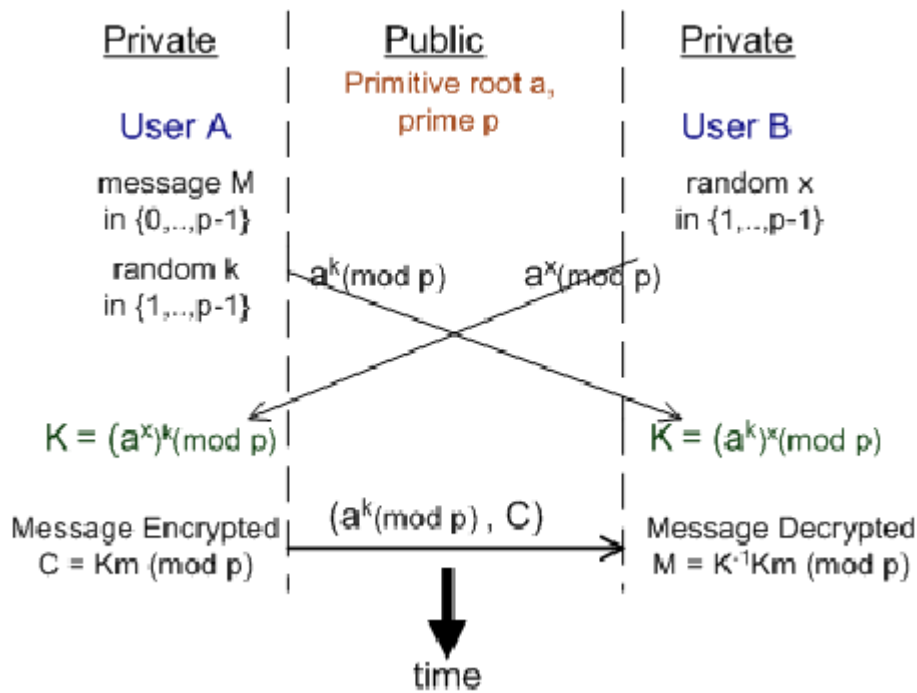 Private
Public
Private
Primitive root a,
prime p
User A
User B
message M
in {0,..,p-1}
random x
in {1,..,p-1}
random k
in {1,..,p-1}
a^k(mod p)
a^x(mod p)
K = (a^x)^k(mod p)
K = (a^k)^x(mod p)
Message Encrypted
C = Km (mod p)
(a^k(mod p) , C)
Message Decrypted
M = K^-1Km (mod p)
time